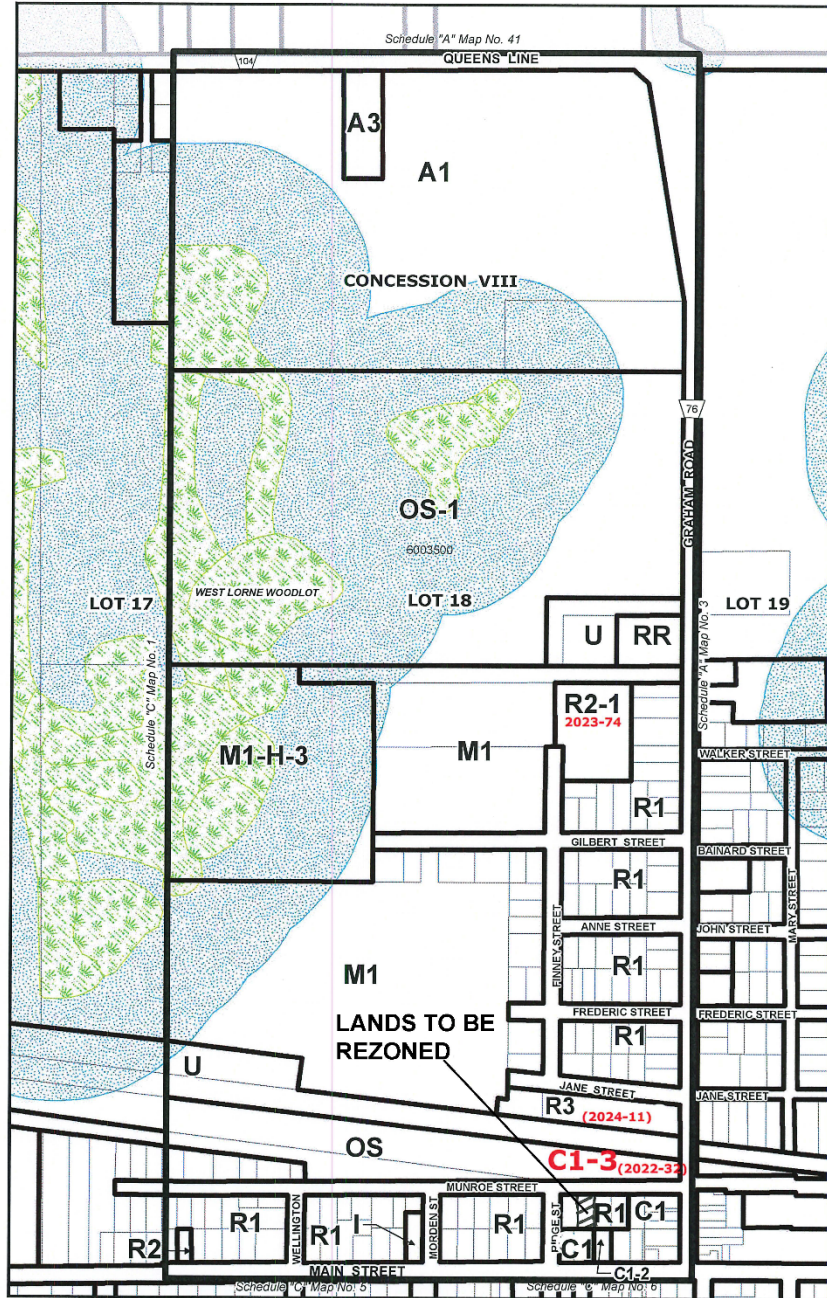 Schedule "A" Map No. 41
QUEENS LINE
104
A3
A1
CONCESSION VIII
76
GRAHAM ROAD
OS-1
6003500
WEST LORNE WOODLOT
LOT 17
LOT 18
LOT 19
U
RR
Schedule "C" Map No. 1
Schedule "A" Map No. 3
R2-1
2023-74
M1-H-3
M1
WALKER STREET
R1
GILBERT STREET
BAINARD STREET
R1
MARY STREET
ANNE STREET
JOHN STREET
FINNEY STREET
R1
M1
FREDERIC STREET
FREDERIC STREET
LANDS TO BE
REZONED
R1
U
JANE STREET
JANE STREET
R3
(2024-11)
OS
C1-3 (2022-32)
MUNROE STREET
R1
WELLINGTON
R1
I
MORDEN ST
R1
R1
C1
R2
C1
C1-2
MAIN STREET
Schedule "C" Map No. 5
Schedule "C" Map No. 6